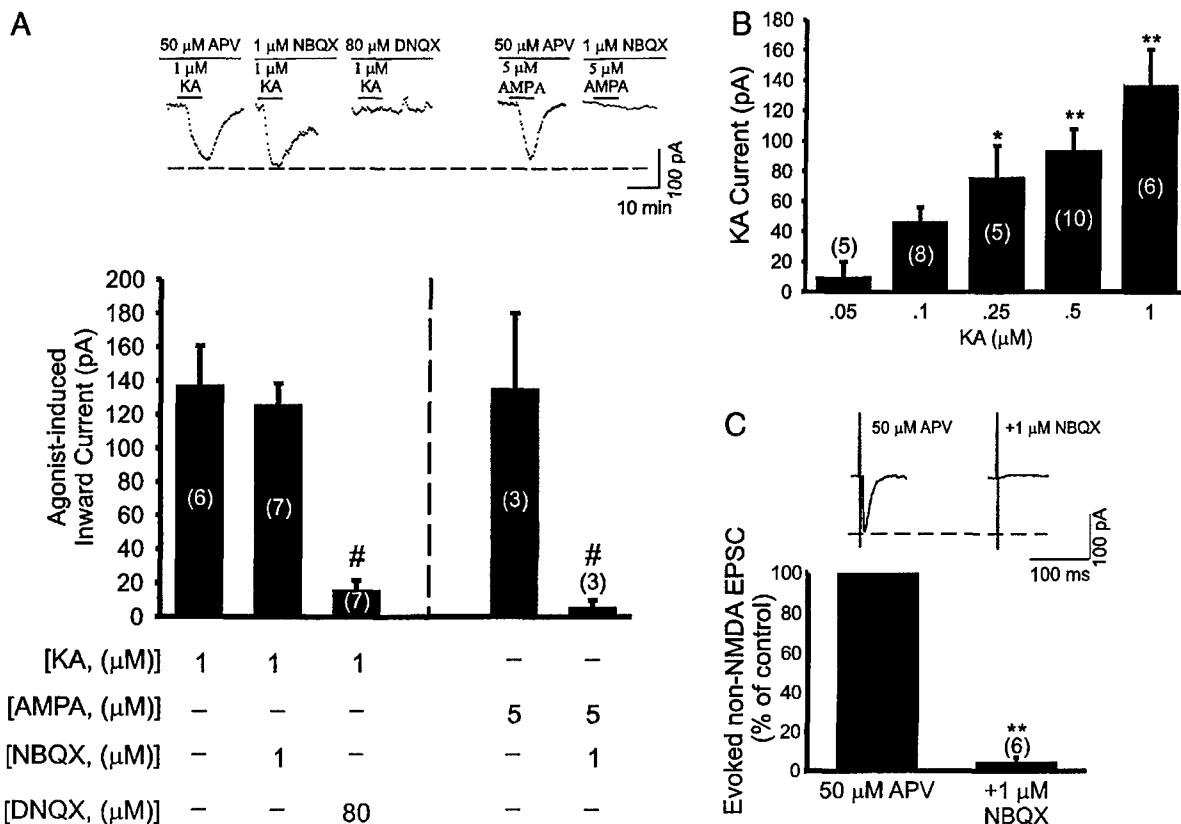 A
50 μM APV 1 μM NBQX 80 μM DNQX 50 μM APV 1 μM NBQX
1 μM 1 μM 1 μM 5 μM 5 μM
KA KA KA AMPA AMPA
100 pA
10 min
Agonist-induced
Inward Current (pA)
200
180
160
140
120
100
80
60
40
20
0
(6)
(7)
#
(7)
(3)
#
(3)
[KA, (μM)] 1 1 1 – –
[AMPA, (μM)] – – – 5 5
[NBQX, (μM)] – 1 – – 1
[DNQX, (μM)] – – 80 – –
B
KA Current (pA)
180
160
140
120
100
80
60
40
20
0
(5)
(8)
*
(5)
**
(10)
**
(6)
.05 .1 .25 .5 1
KA (μM)
C
50 μM APV +1 μM NBQX
100 pA
100 ms
Evoked non-NMDA EPSC
(% of control)
100
80
60
40
20
0
**
(6)
50 μM APV +1 μM
NBQX